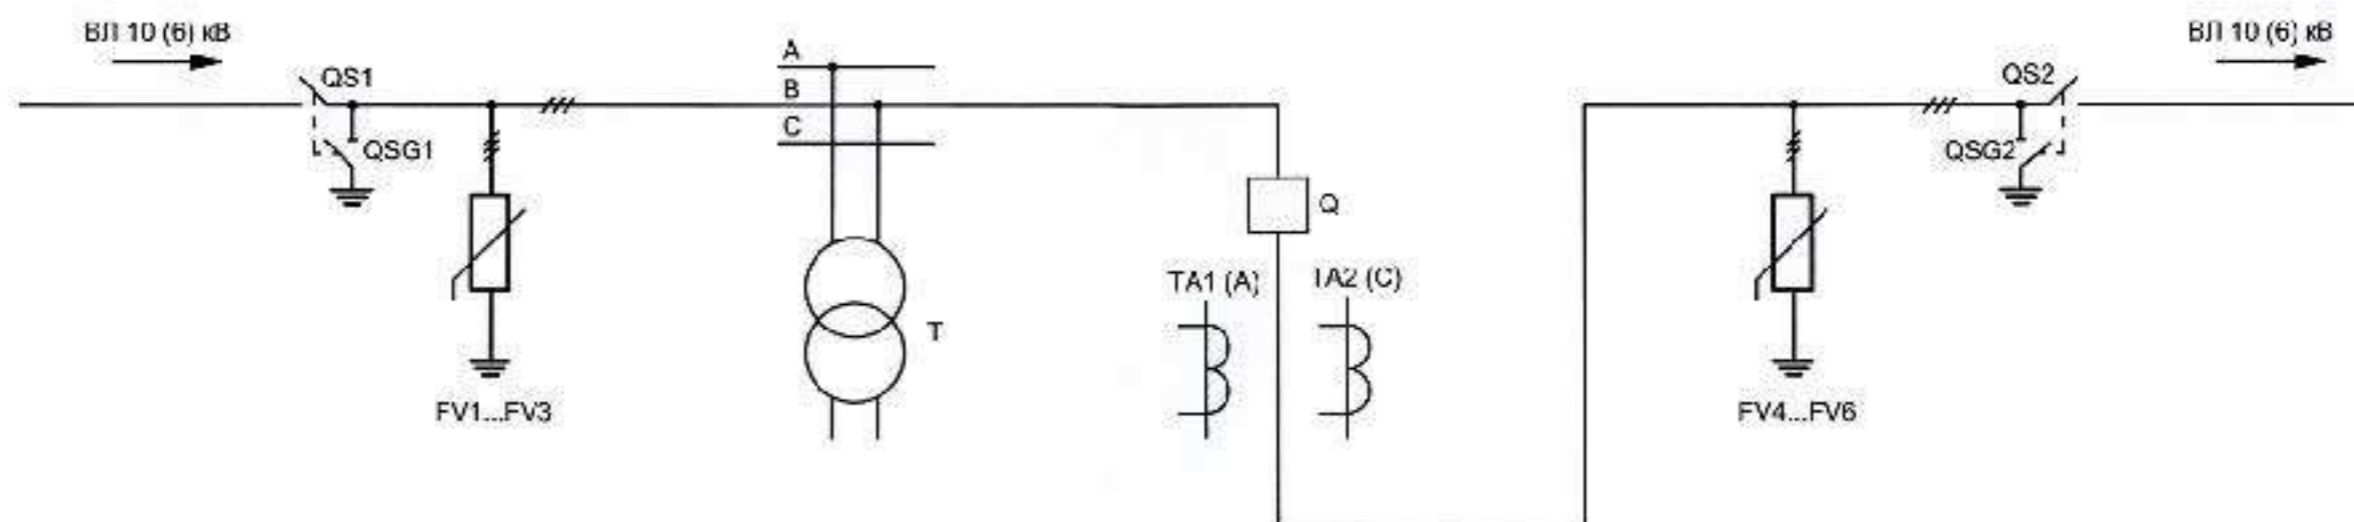 ВЛ 10 (6) кВ
ВЛ 10 (6) кВ
QS1
QS2
A
B
C
QSG1
QSG2
Q
TA1 (A)
TA2 (C)
T
FV1...FV3
FV4...FV6